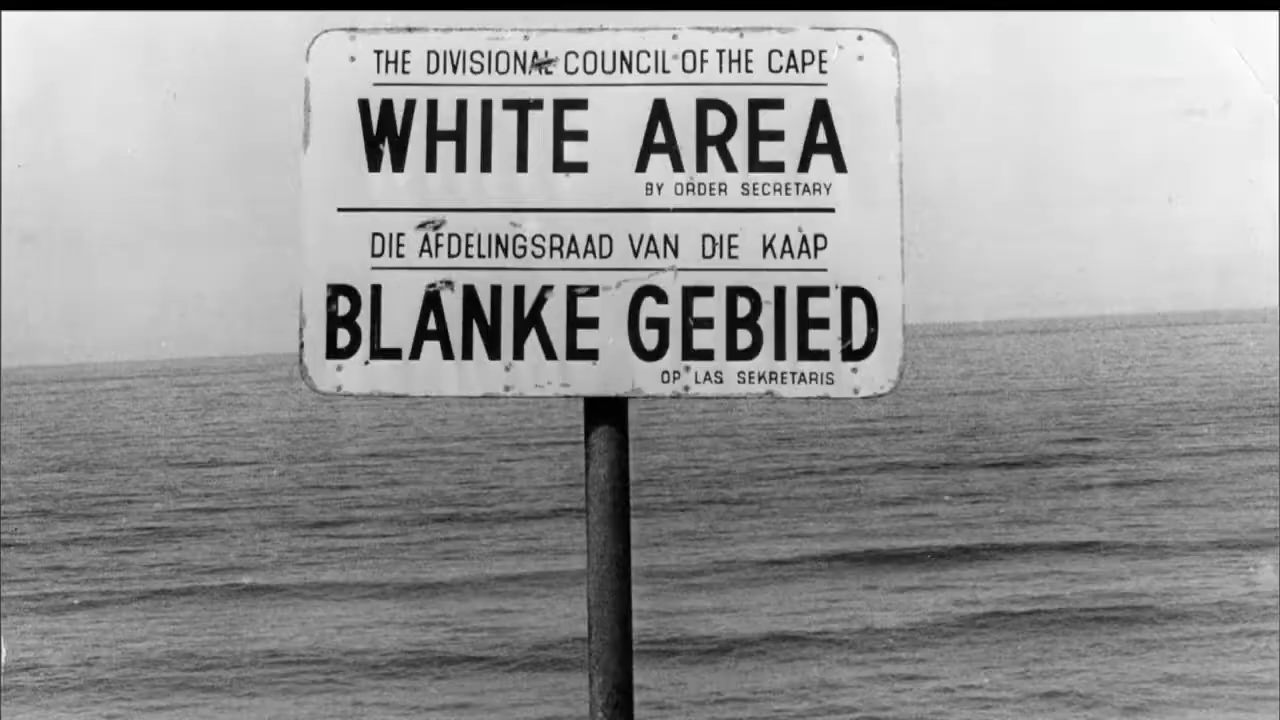 THE DIVISIONAL COUNCIL OF THE CAPE
WHITE AREA
BY ORDER SECRETARY
DIE AFDELINGSRAAD VAN DIE KAAP
BLANKE GEBIED
OP LAS SEKRETARIS